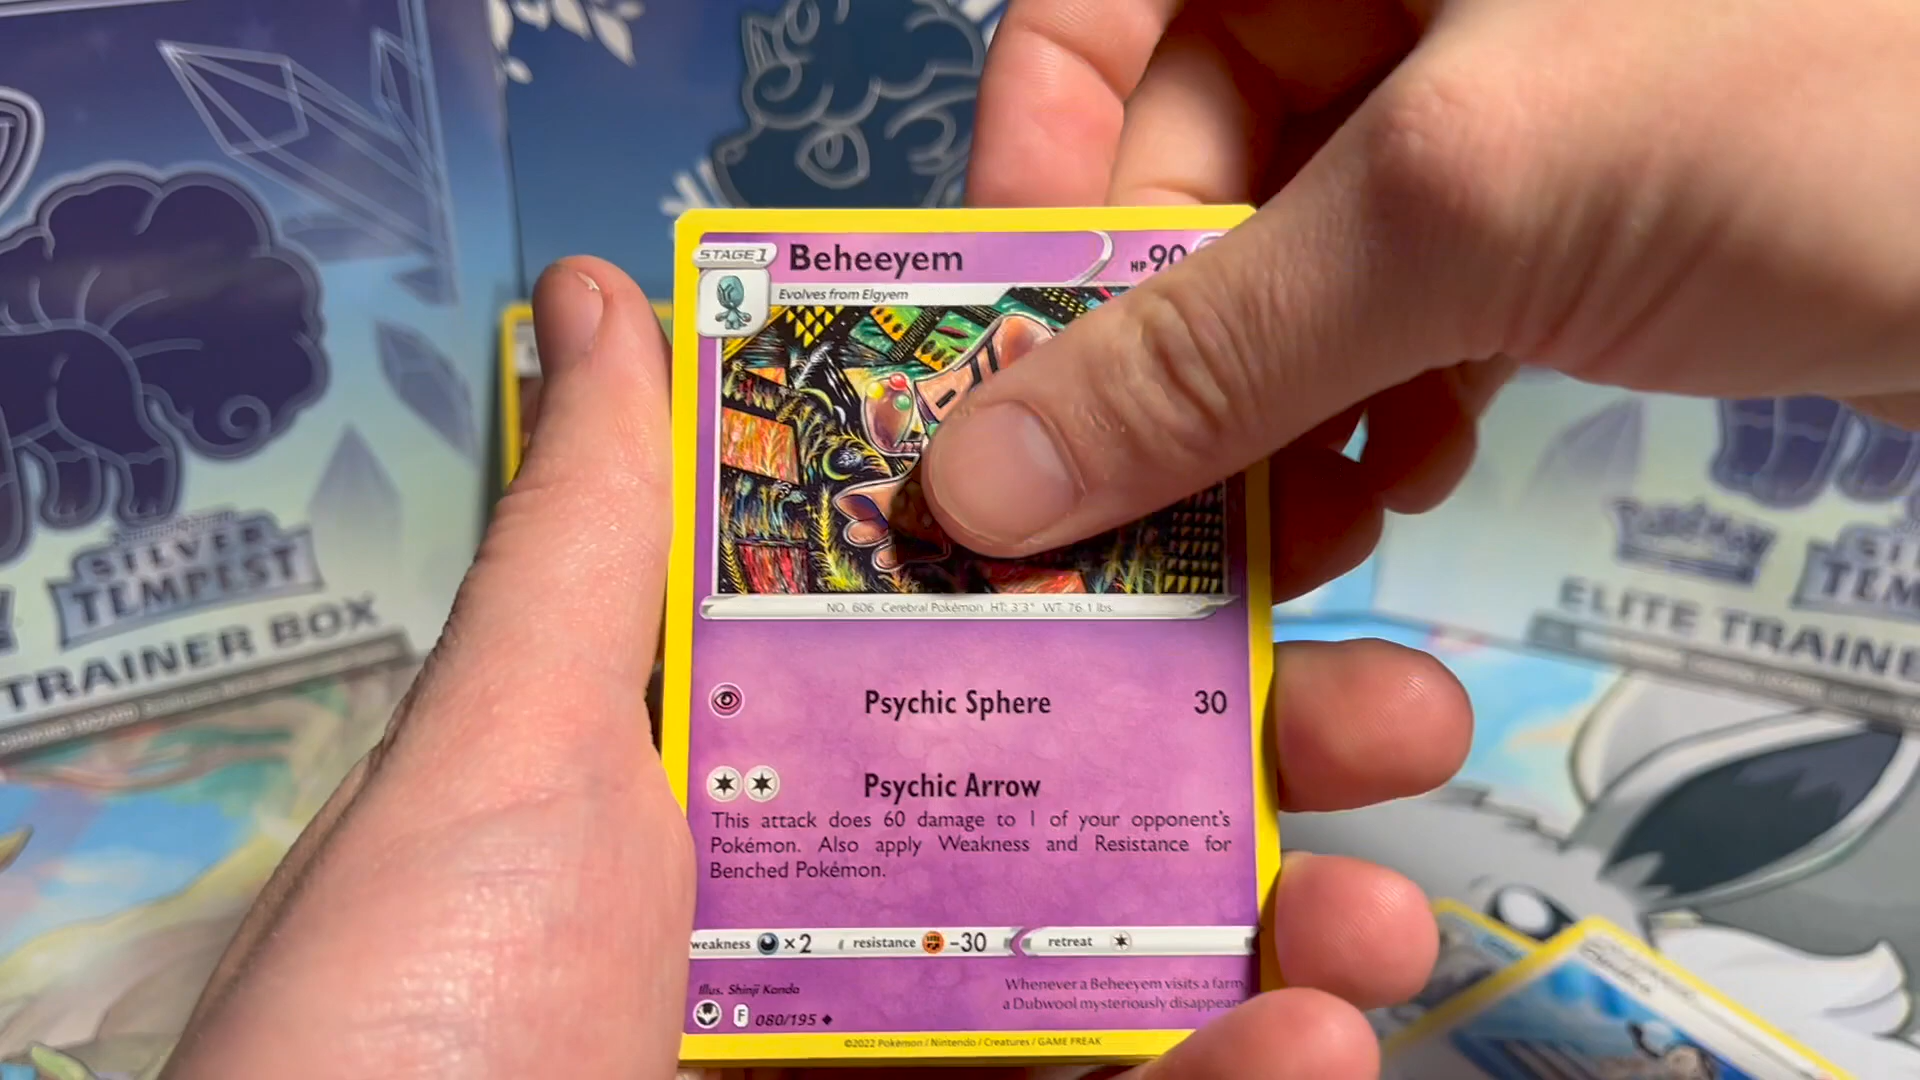 STAGE 1
Beheeyem
HP 90
Evolves from Elgyem
NO. 606 Cerebral Pokémon HT: 3'3" WT: 76.1 lbs.
Psychic Sphere 30
Psychic Arrow
This attack does 60 damage to 1 of your opponent's
Pokémon. Also apply Weakness and Resistance for
Benched Pokémon.
weakness ×2 resistance -30 retreat
Illus. Shinji Kanda
Whenever a Beheeyem visits a farm,
a Dubwool mysteriously disappears
F 080/195
©2022 Pokémon / Nintendo / Creatures / GAME FREAK
SILVER
TEMPEST
TRAINER BOX
Pokémon
ELITE TRAINE